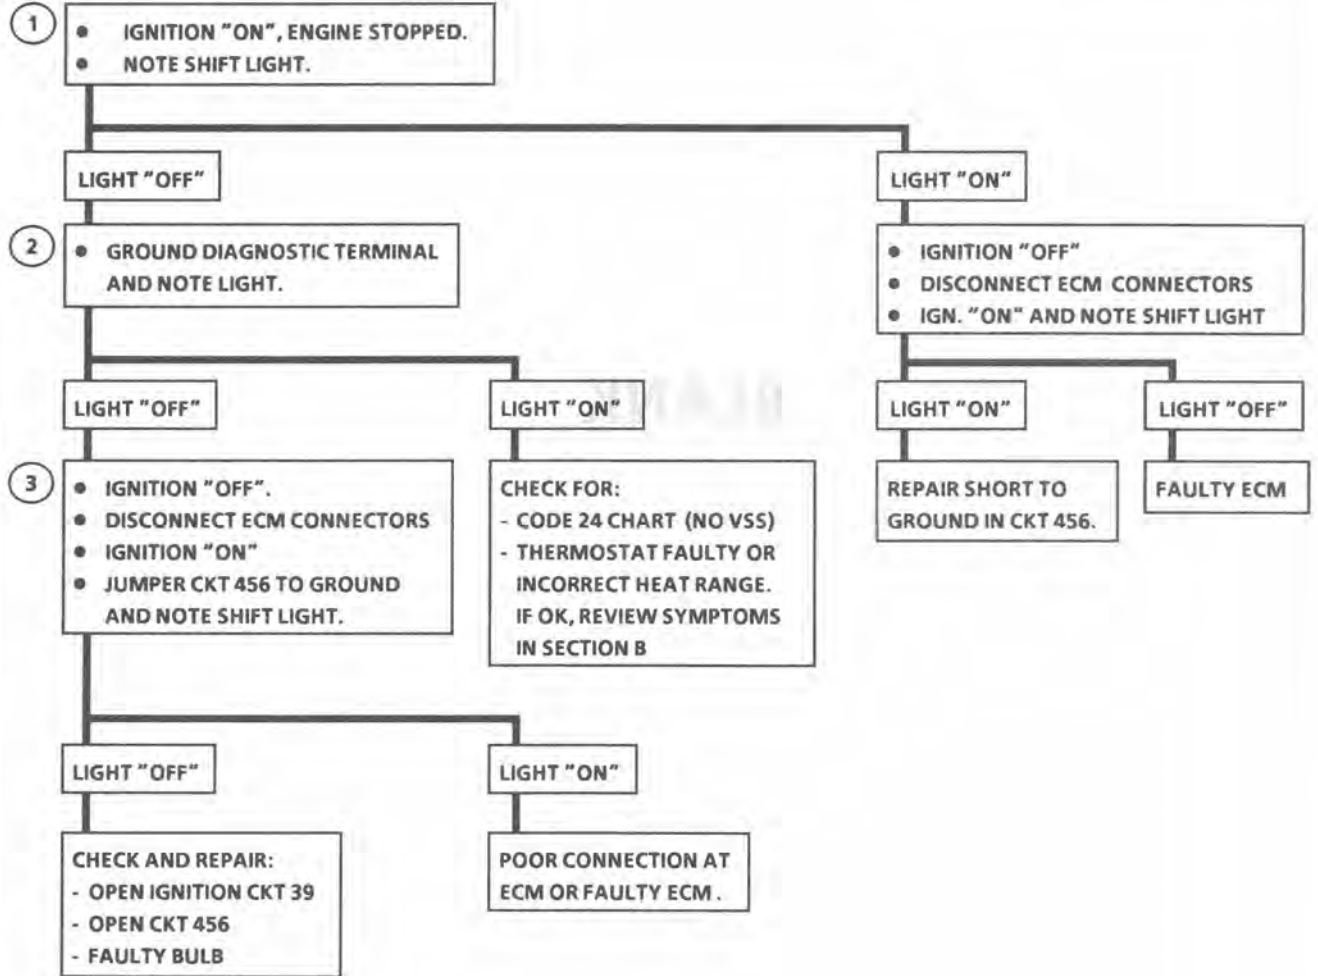 1
• IGNITION "ON", ENGINE STOPPED.
• NOTE SHIFT LIGHT.
LIGHT "OFF"
LIGHT "ON"
2
• GROUND DIAGNOSTIC TERMINAL
AND NOTE LIGHT.
• IGNITION "OFF"
• DISCONNECT ECM CONNECTORS
• IGN. "ON" AND NOTE SHIFT LIGHT
LIGHT "OFF"
LIGHT "ON"
LIGHT "ON"
LIGHT "OFF"
3
• IGNITION "OFF".
• DISCONNECT ECM CONNECTORS
• IGNITION "ON"
• JUMPER CKT 456 TO GROUND
AND NOTE SHIFT LIGHT.
CHECK FOR:
- CODE 24 CHART (NO VSS)
- THERMOSTAT FAULTY OR
INCORRECT HEAT RANGE.
IF OK, REVIEW SYMPTOMS
IN SECTION B
REPAIR SHORT TO
GROUND IN CKT 456.
FAULTY ECM
LIGHT "OFF"
LIGHT "ON"
CHECK AND REPAIR:
- OPEN IGNITION CKT 39
- OPEN CKT 456
- FAULTY BULB
POOR CONNECTION AT
ECM OR FAULTY ECM.